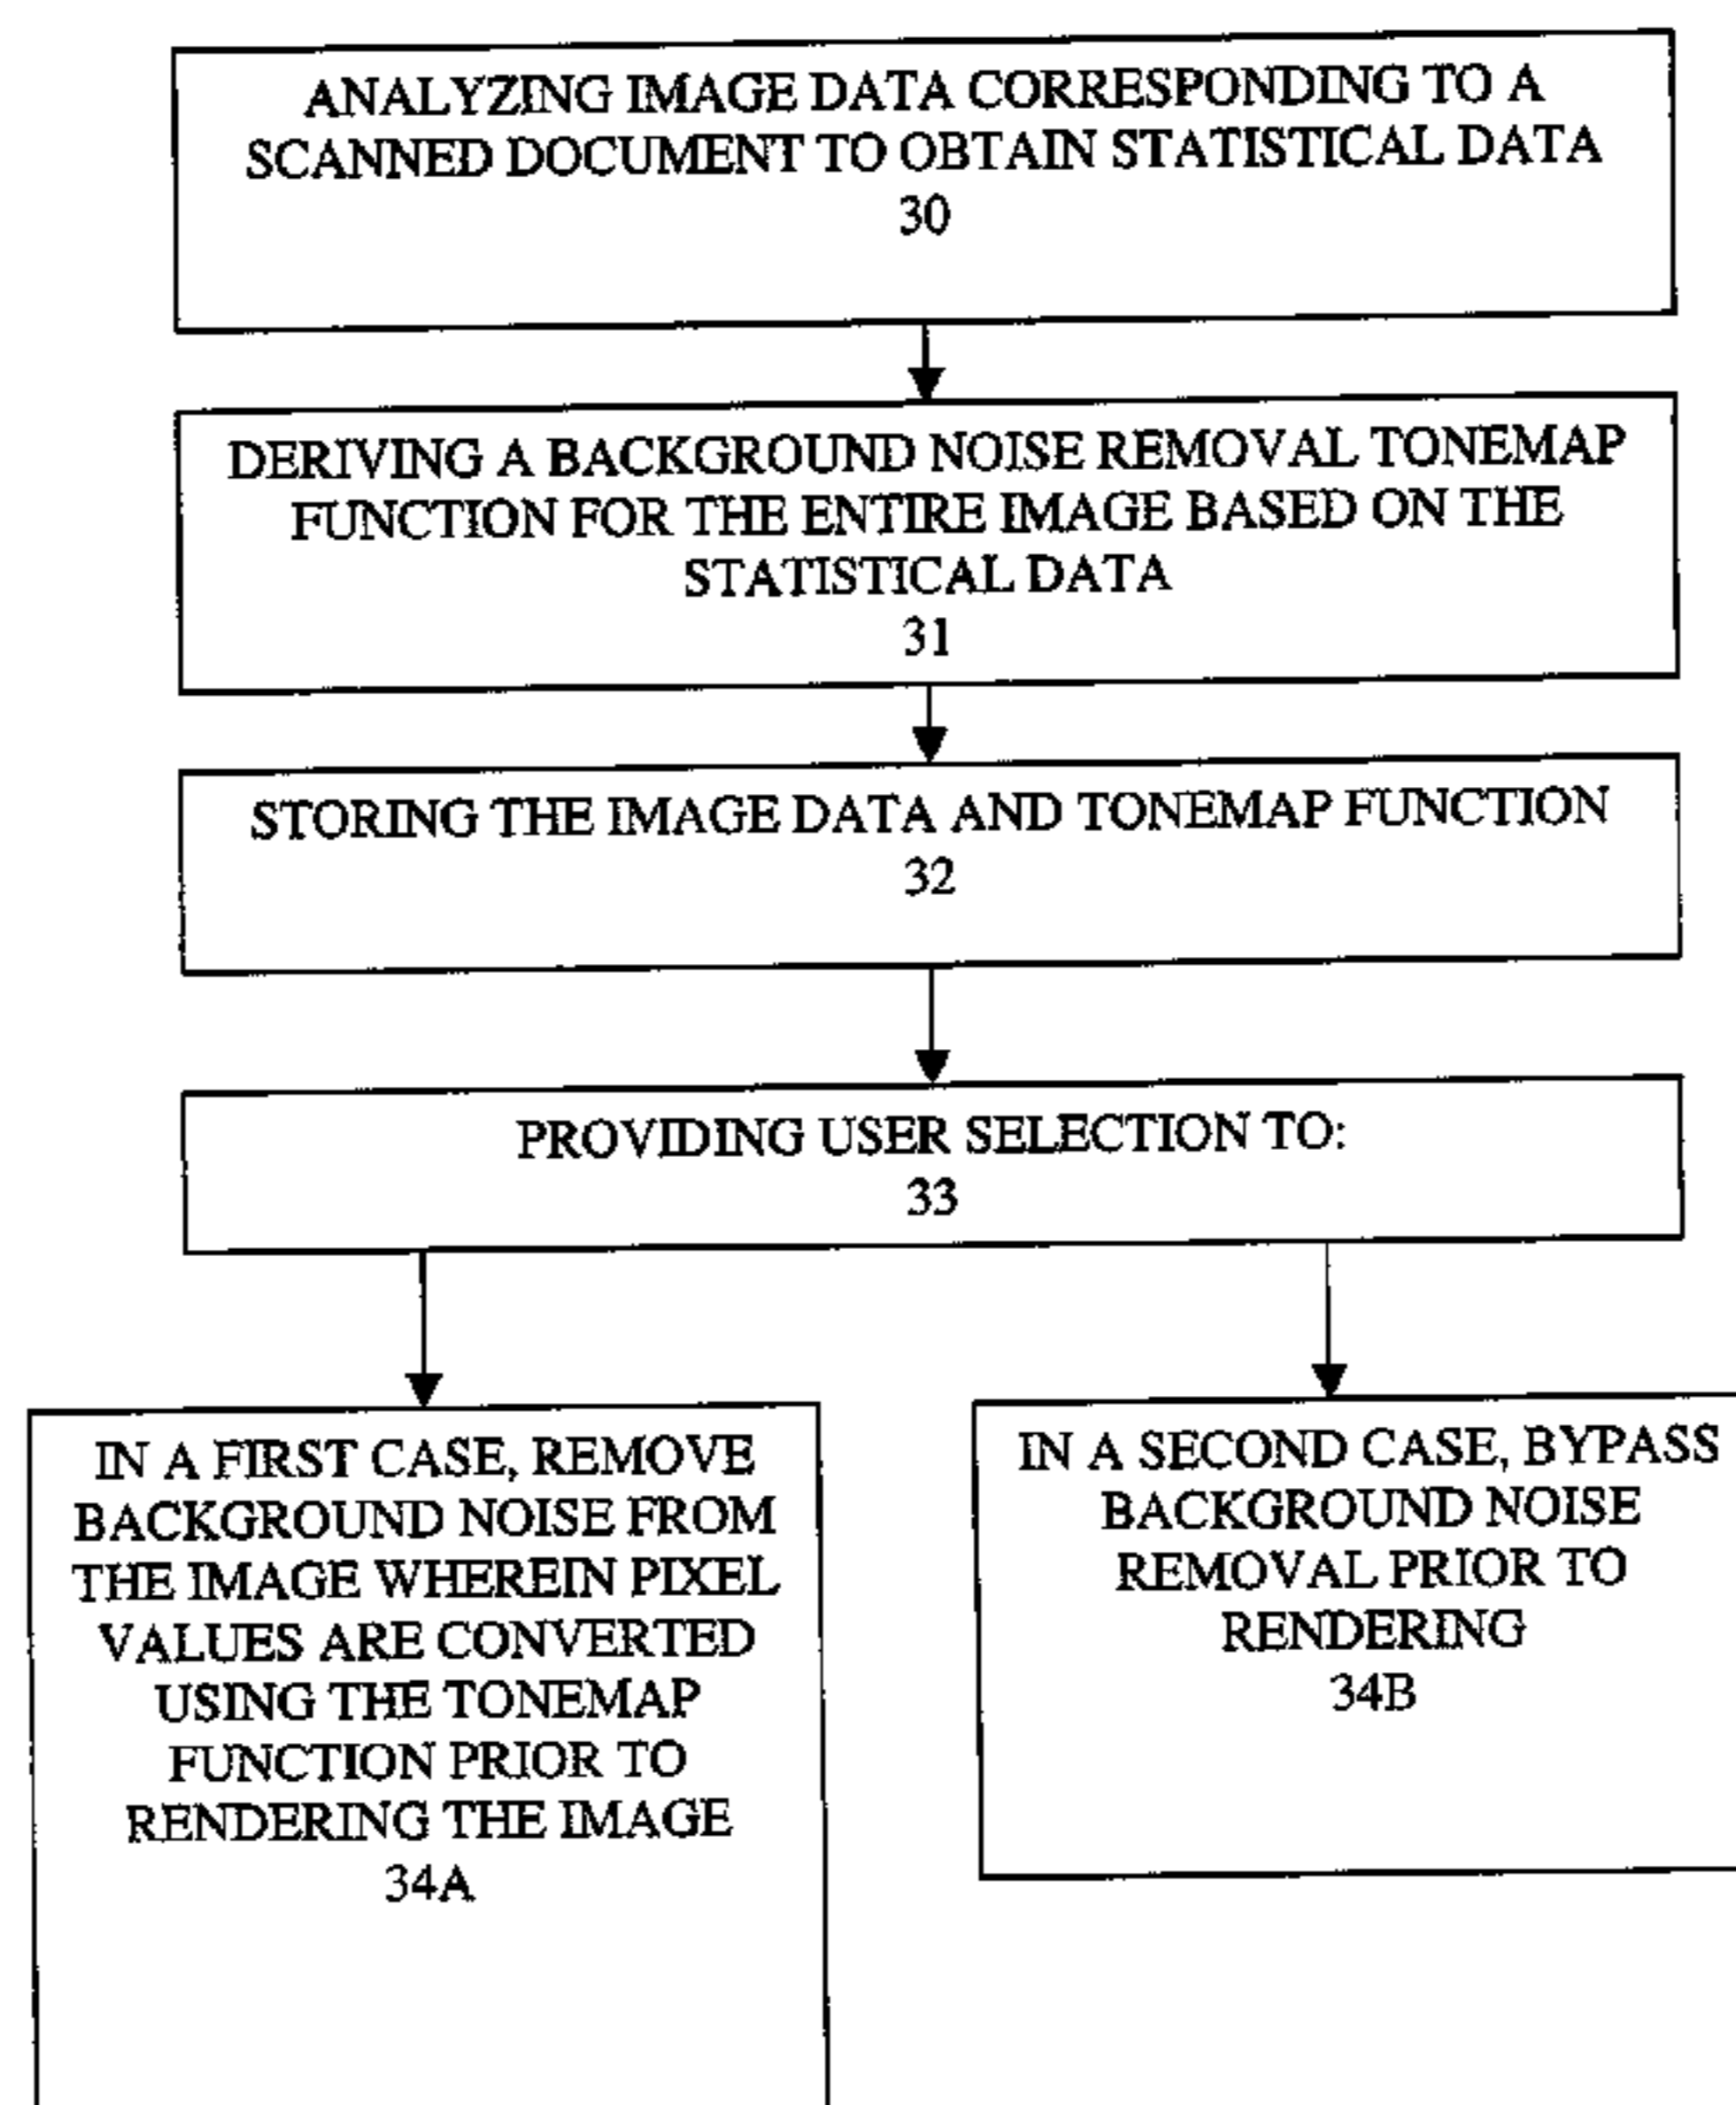 ANALYZING IMAGE DATA CORRESPONDING TO A
SCANNED DOCUMENT TO OBTAIN STATISTICAL DATA
30
DERIVING A BACKGROUND NOISE REMOVAL TONEMAP
FUNCTION FOR THE ENTIRE IMAGE BASED ON THE
STATISTICAL DATA
31
STORING THE IMAGE DATA AND TONEMAP FUNCTION
32
PROVIDING USER SELECTION TO:
33
IN A FIRST CASE, REMOVE
BACKGROUND NOISE FROM
THE IMAGE WHEREIN PIXEL
VALUES ARE CONVERTED
USING THE TONEMAP
FUNCTION PRIOR TO
RENDERING THE IMAGE
34A
IN A SECOND CASE, BYPASS
BACKGROUND NOISE
REMOVAL PRIOR TO
RENDERING
34B